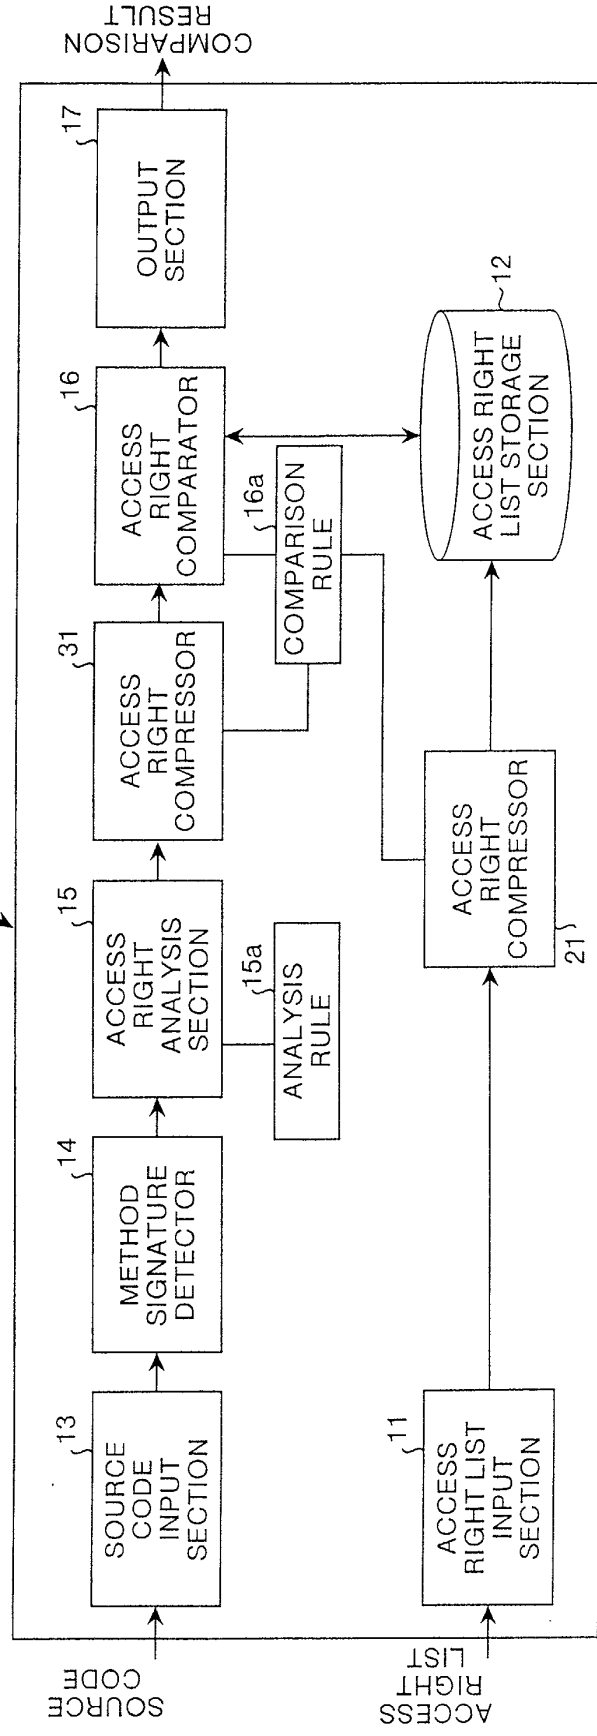 SOURCE
CODE
13
SOURCE
CODE
INPUT
SECTION
14
METHOD
SIGNATURE
DETECTOR
15
ACCESS
RIGHT
ANALYSIS
SECTION
15a
ANALYSIS
RULE
31
ACCESS
RIGHT
COMPRESSOR
16
ACCESS
RIGHT
COMPARATOR
16a
COMPARISON
RULE
17
OUTPUT
SECTION
COMPARISON
RESULT
ACCESS
RIGHT
LIST
11
ACCESS
RIGHT LIST
INPUT
SECTION
21
ACCESS
RIGHT
COMPRESSOR
12
ACCESS RIGHT
LIST STORAGE
SECTION